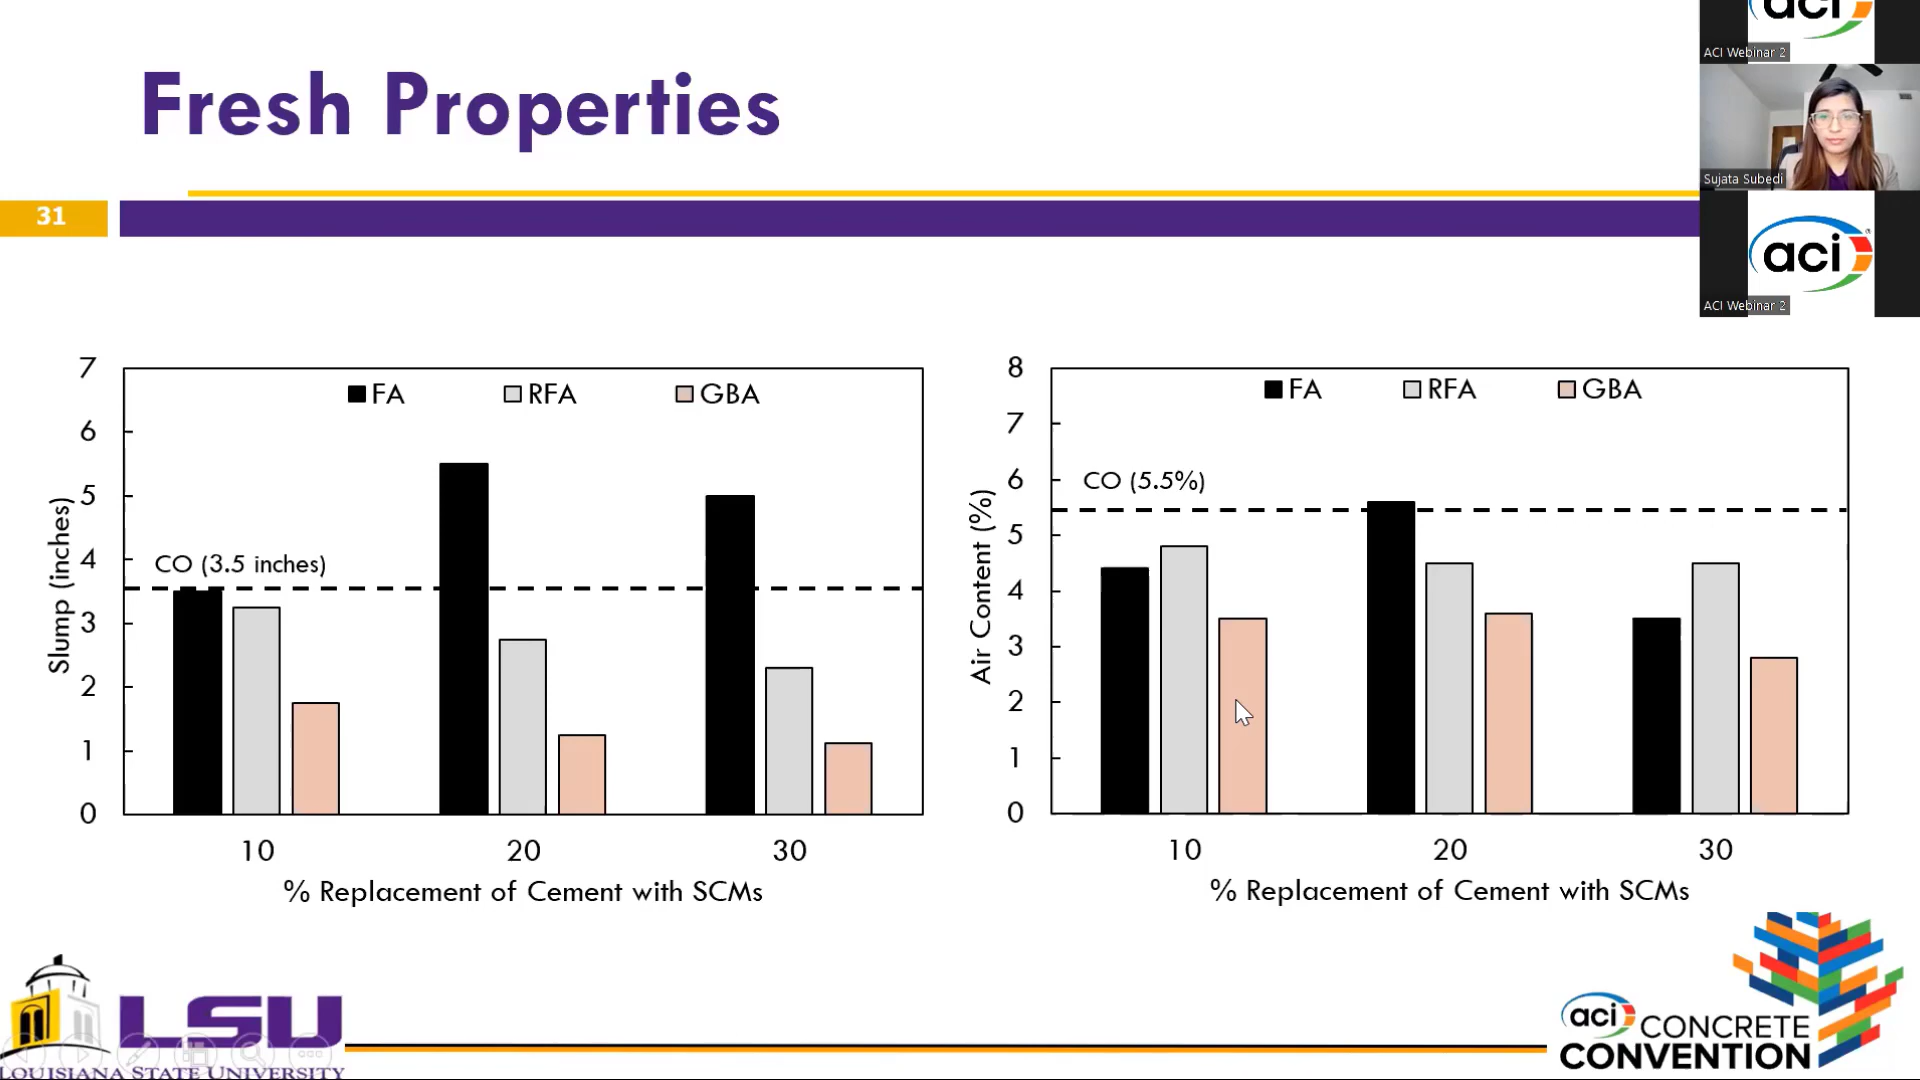 Fresh Properties
31
aci
ACI Webinar 2
Sujata Subedi
aci
ACI Webinar 2
7
6
5
4
3
2
1
0
Slump (inches)
FA RFA GBA
CO (3.5 inches)
10 20 30
% Replacement of Cement with SCMs
8
7
6
5
4
3
2
1
0
Air Content (%)
FA RFA GBA
CO (5.5%)
10 20 30
% Replacement of Cement with SCMs
LSU
LOUISIANA STATE UNIVERSITY
aci CONCRETE
CONVENTION